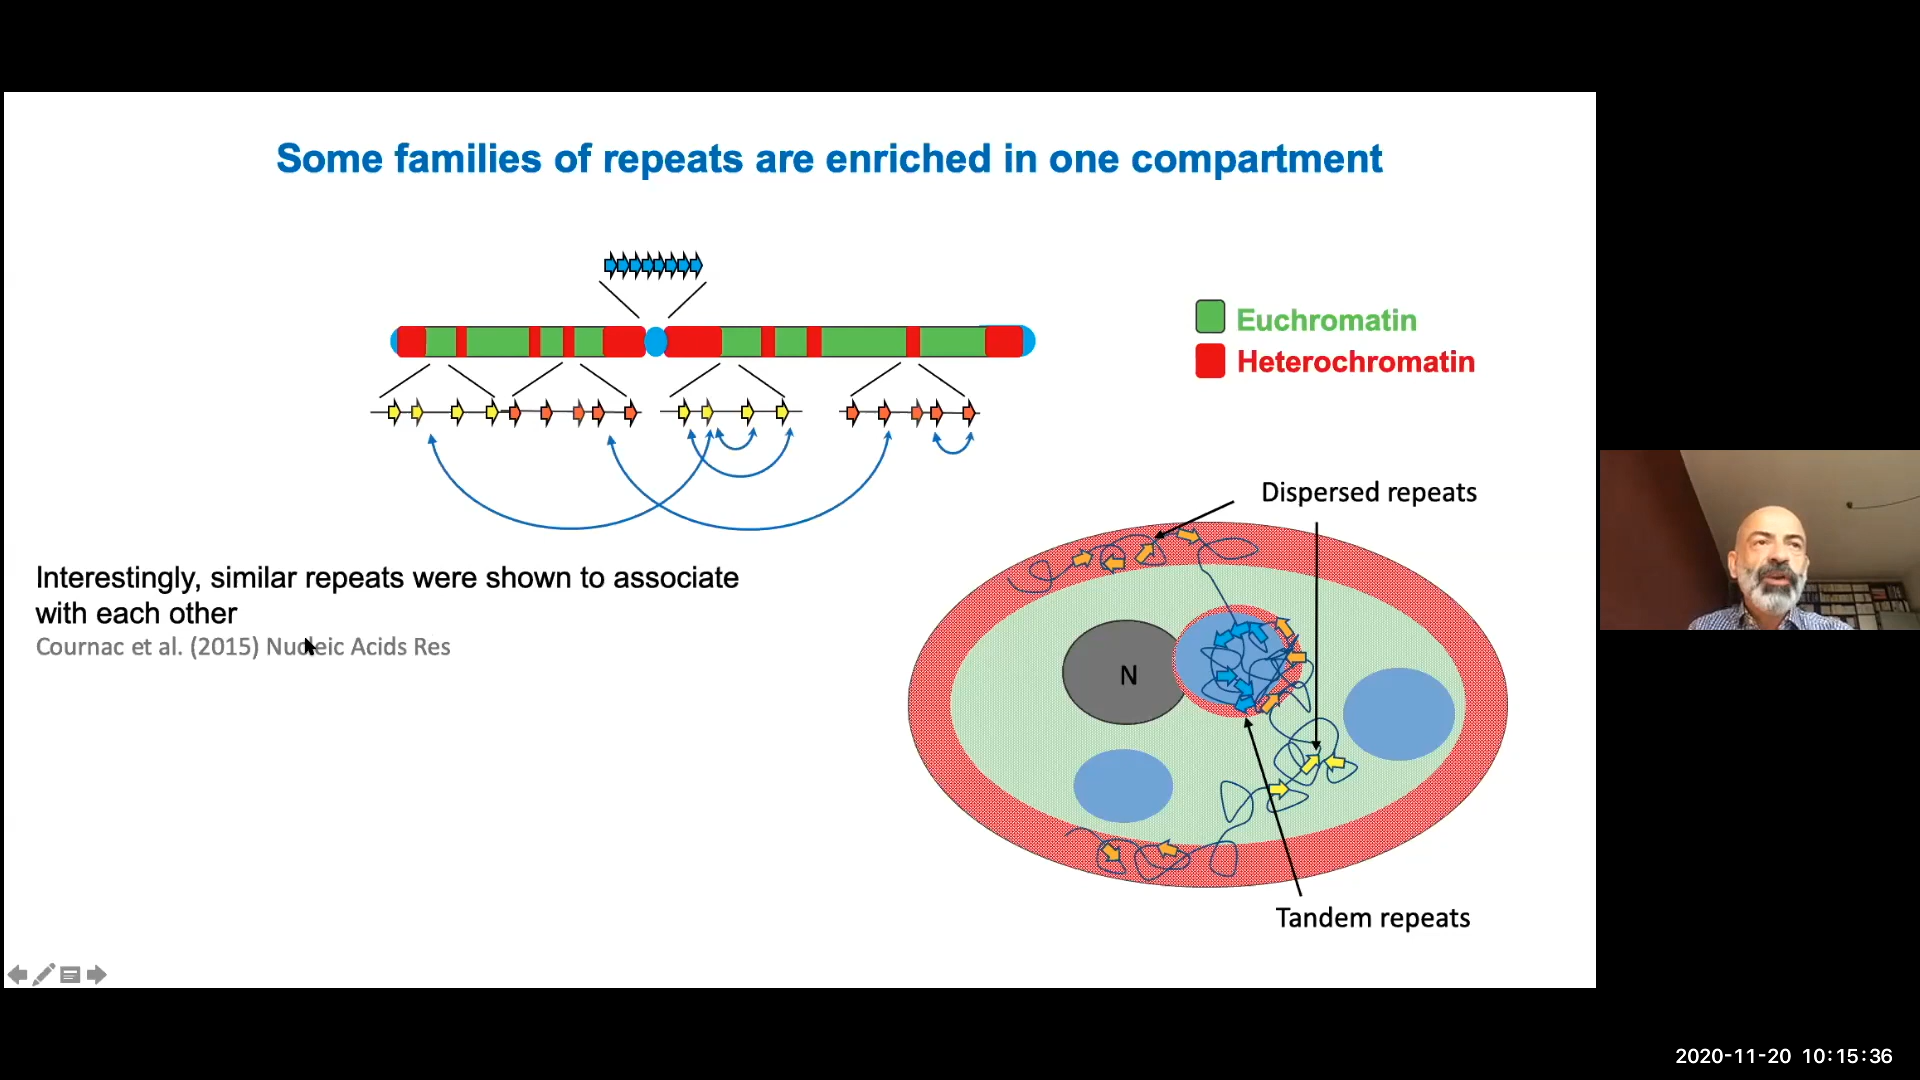 Some families of repeats are enriched in one compartment
Euchromatin
Heterochromatin
Dispersed repeats
Interestingly, similar repeats were shown to associate
with each other
Cournac et al. (2015) Nucleic Acids Res
N
Tandem repeats
2020-11-20 10:15:36